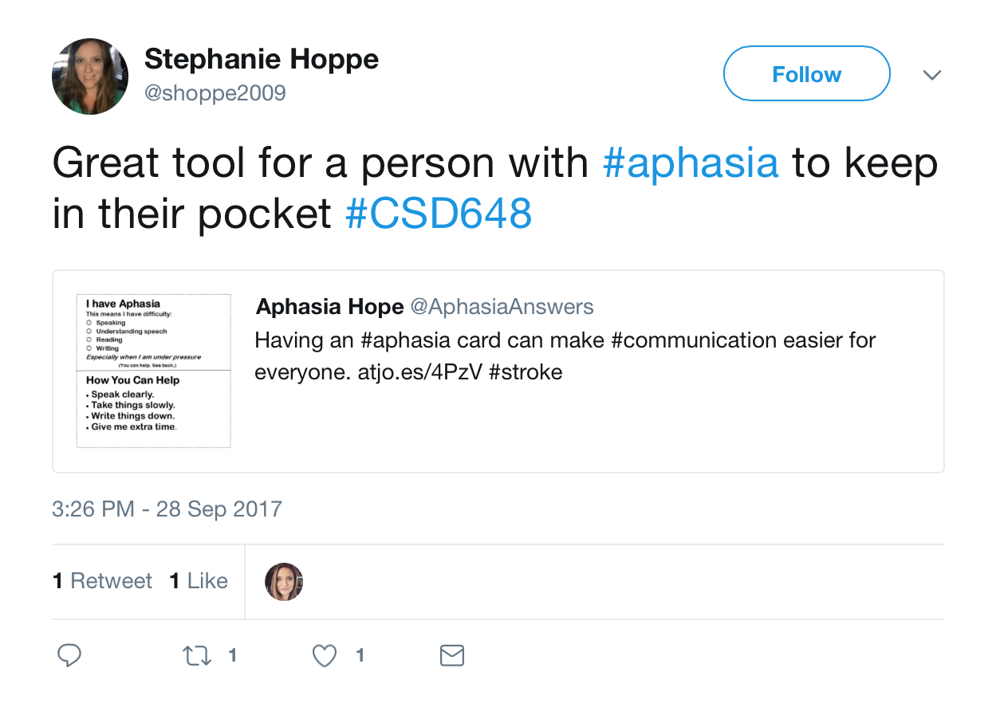 Stephanie Hoppe
@shoppe2009
Follow
Great tool for a person with #aphasia to keep
in their pocket #CSD648
I have Aphasia
This means I have difficulty:
Speaking
Understanding speech
Reading
Writing
Especially when I am under pressure
(You can help. See back.)
How You Can Help
• Speak clearly.
• Take things slowly.
• Write things down.
• Give me extra time.
Aphasia Hope @AphasiaAnswers
Having an #aphasia card can make #communication easier for
everyone. atjo.es/4PzV #stroke
3:26 PM - 28 Sep 2017
1 Retweet 1 Like
1 1